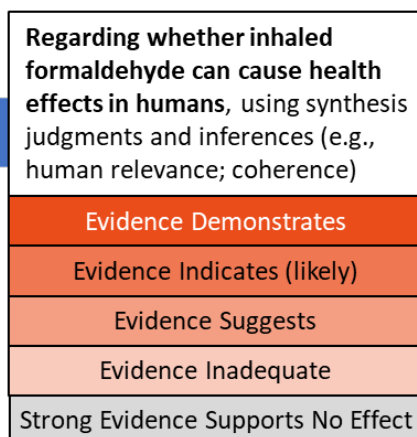 Regarding whether inhaled
formaldehyde can cause health
effects in humans, using synthesis
judgments and inferences (e.g.,
human relevance; coherence)
Evidence Demonstrates
Evidence Indicates (likely)
Evidence Suggests
Evidence Inadequate
Strong Evidence Supports No Effect